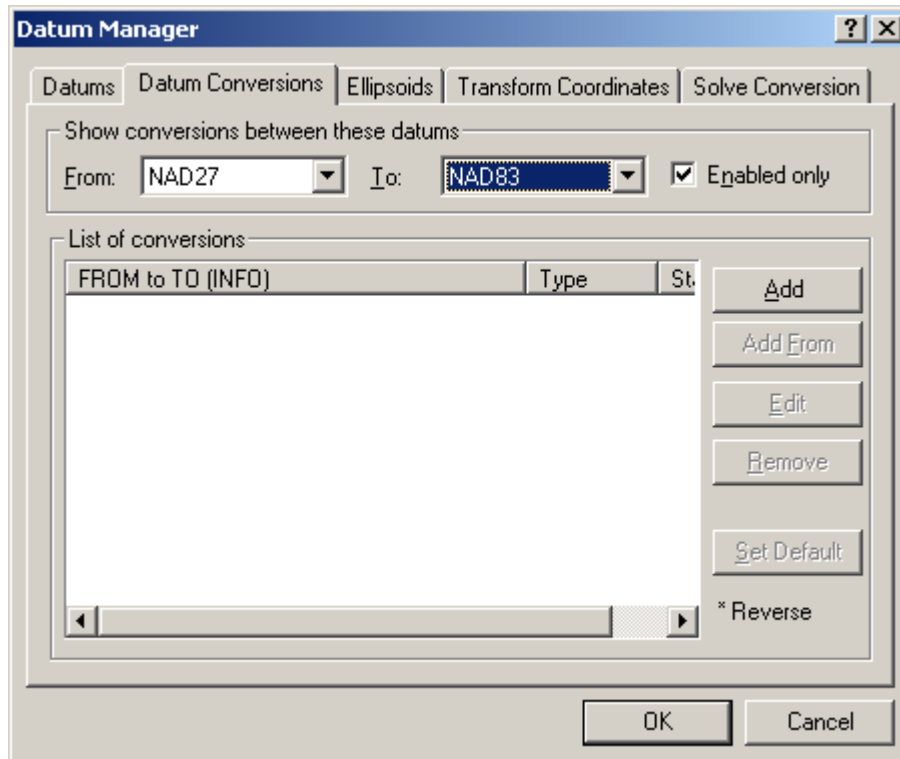 Datum Manager
Datums Datum Conversions Ellipsoids Transform Coordinates Solve Conversion
Show conversions between these datums
From: NAD27 To: NAD83 Enabled only
List of conversions
FROM to TO (INFO) Type St
Add
Add From
Edit
Remove
Set Default
* Reverse
OK Cancel